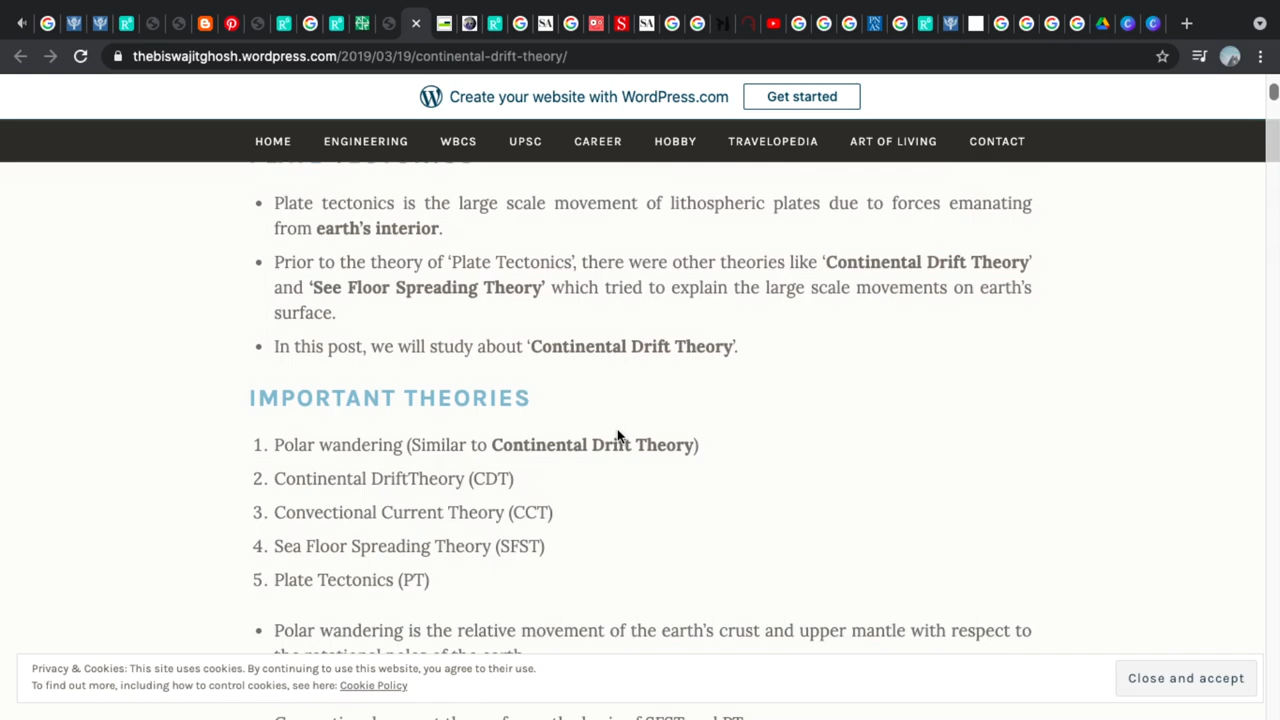 thebiswajitghosh.wordpress.com/2019/03/19/continental-drift-theory/
Create your website with WordPress.com
Get started
HOME ENGINEERING WBCS UPSC CAREER HOBBY TRAVELOPEDIA ART OF LIVING CONTACT
• Plate tectonics is the large scale movement of lithospheric plates due to forces emanating
from earth's interior.
• Prior to the theory of ‘Plate Tectonics’, there were other theories like ‘Continental Drift Theory’
and ‘See Floor Spreading Theory’ which tried to explain the large scale movements on earth’s
surface.
• In this post, we will study about ‘Continental Drift Theory’.
IMPORTANT THEORIES
1. Polar wandering (Similar to Continental Drift Theory)
2. Continental DriftTheory (CDT)
3. Convectional Current Theory (CCT)
4. Sea Floor Spreading Theory (SFST)
5. Plate Tectonics (PT)
• Polar wandering is the relative movement of the earth’s crust and upper mantle with respect to
Privacy & Cookies: This site uses cookies. By continuing to use this website, you agree to their use.
To find out more, including how to control cookies, see here: Cookie Policy
Close and accept